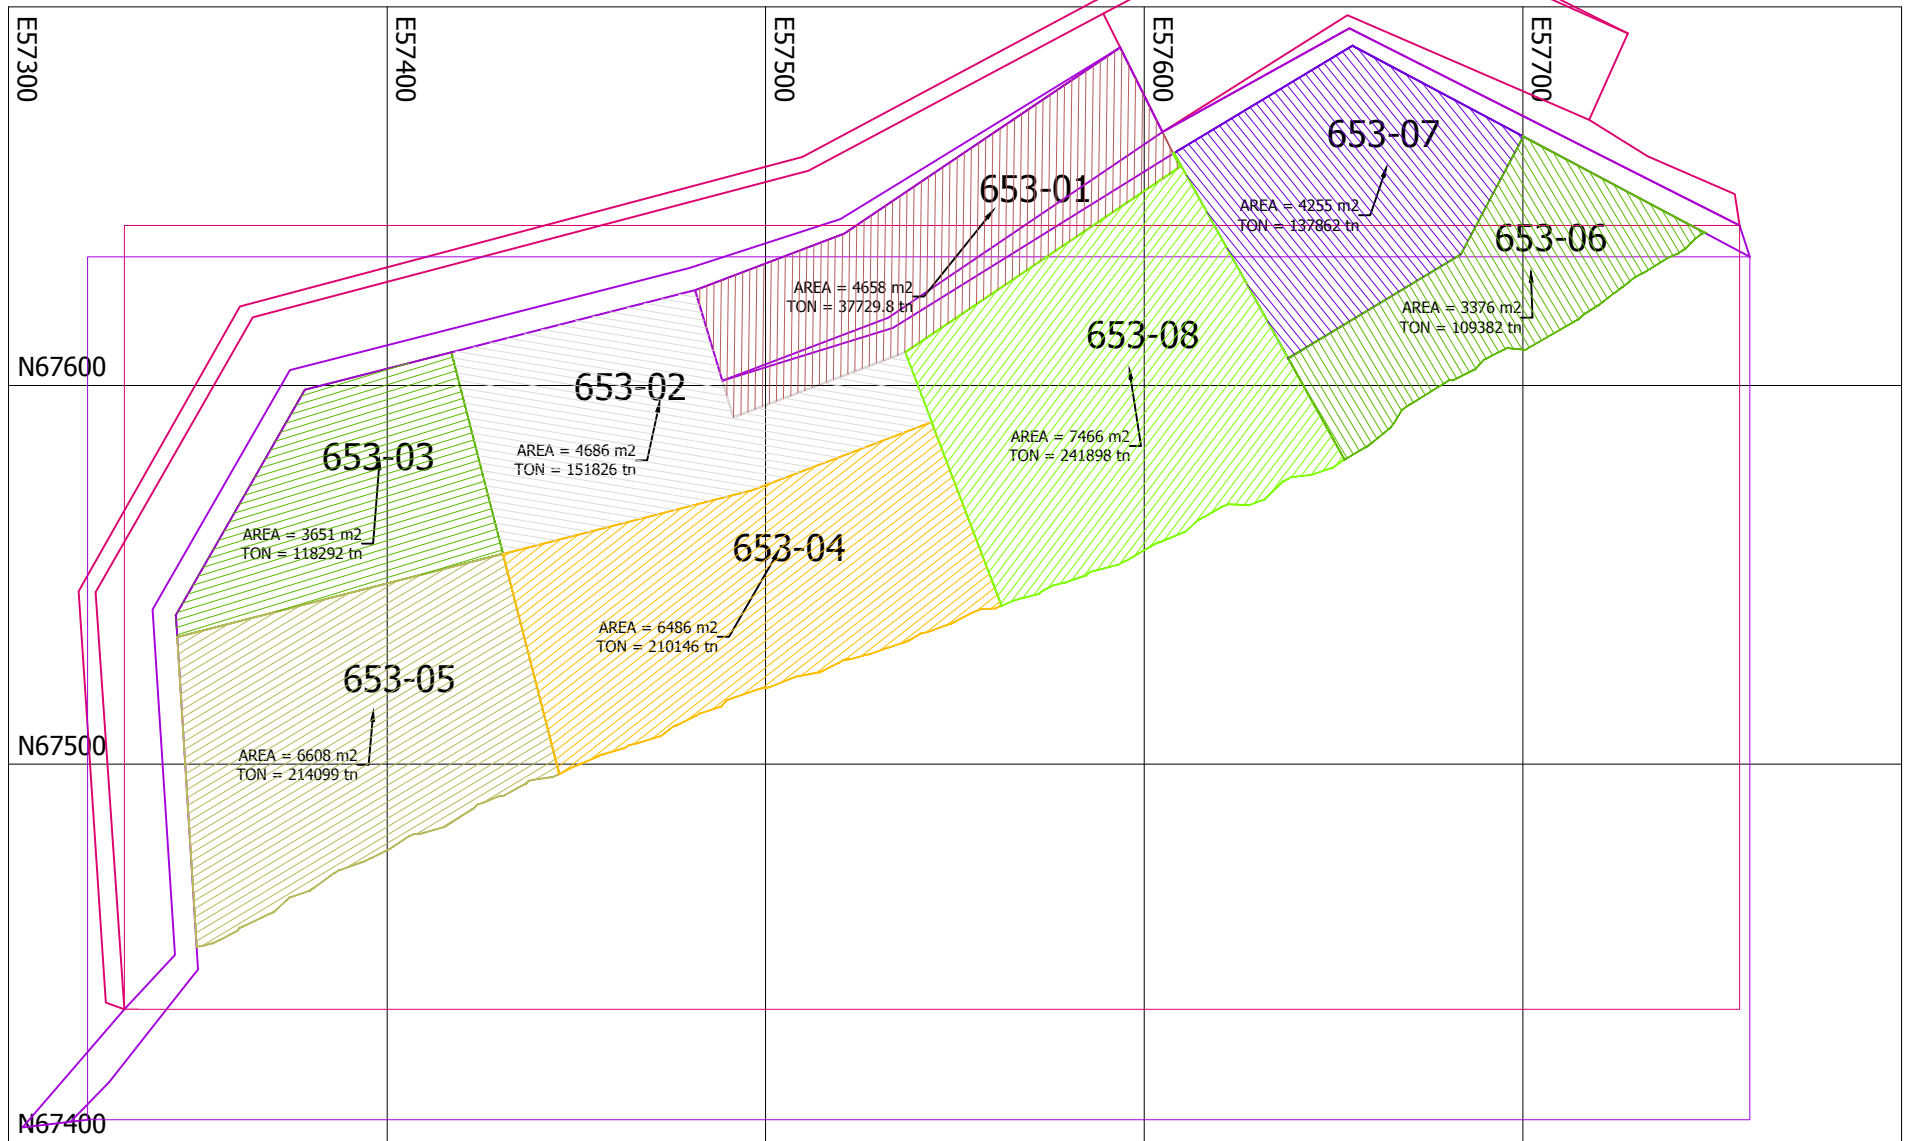 E57300
E57400
E57500
E57600
E57700
653-07
653-01
AREA = 4255 m2
TON = 137862 tn
653-06
AREA = 4658 m2
TON = 37729.8 tn
AREA = 3376 m2
TON = 109382 tn
653-08
N67600
653-02
AREA = 7466 m2
TON = 241898 tn
653-03
AREA = 4686 m2
TON = 151826 tn
AREA = 3651 m2
TON = 118292 tn
653-04
AREA = 6486 m2
TON = 210146 tn
653-05
N67500
AREA = 6608 m2
TON = 214099 tn
N67400